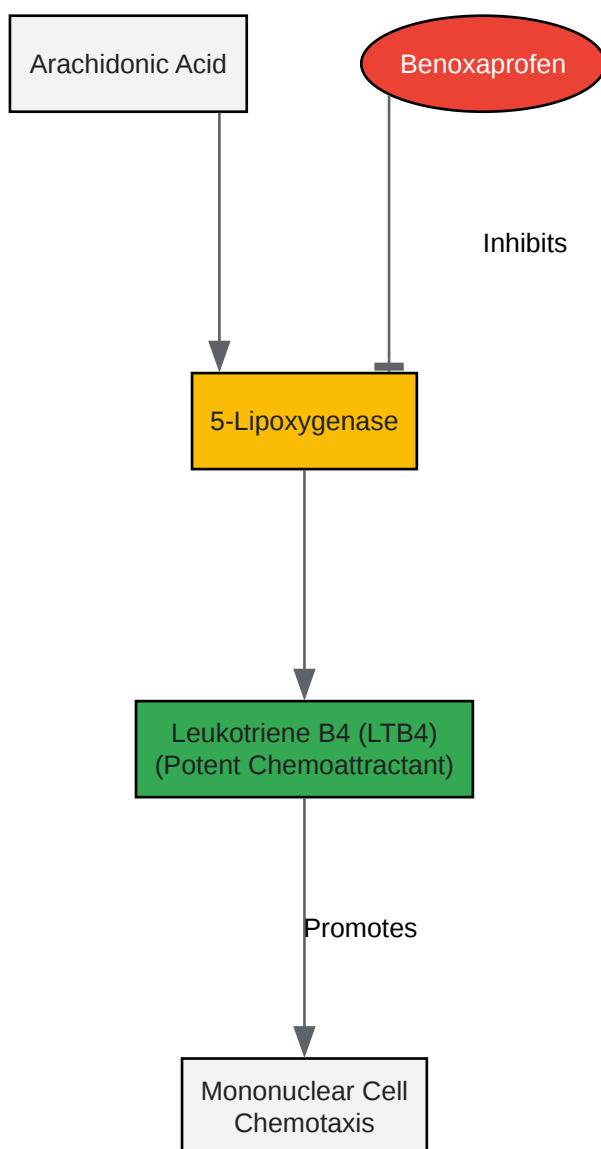 Arachidonic Acid
Benoxaprofen
Inhibits
5-Lipoxygenase
Leukotriene B4 (LTB4)
(Potent Chemoattractant)
Promotes
Mononuclear Cell
Chemotaxis